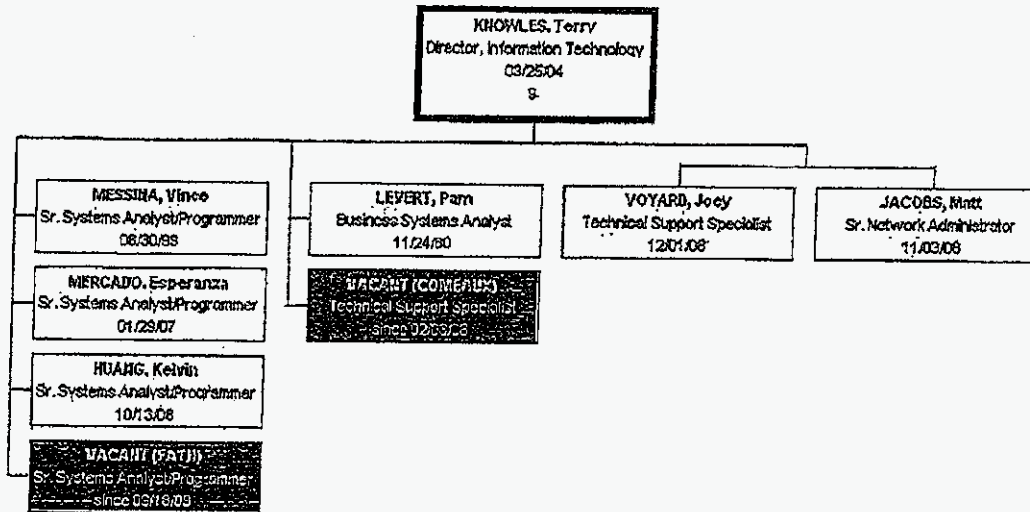 KNOWLES, Terry
Director, Information Technology
03/25/04
9
MESSINA, Vince
Sr. Systems Analyst/Programmer
LEVERT, Pam
Business Systems Analyst
11/24/80
VOYARD, Joey
Technical Support Specialist
12/01/08
JACOBS, Matt
Sr. Network Administrator
11/03/08
MERCADO, Esperanza
Sr. Systems Analyst/Programmer
01/29/07
VACANT (COMEAUX)
Technical Support Specialist
since
HUANG, Kelvin
Sr. Systems Analyst/Programmer
10/13/08
VACANT
Sr. Systems Analyst/Programmer
since